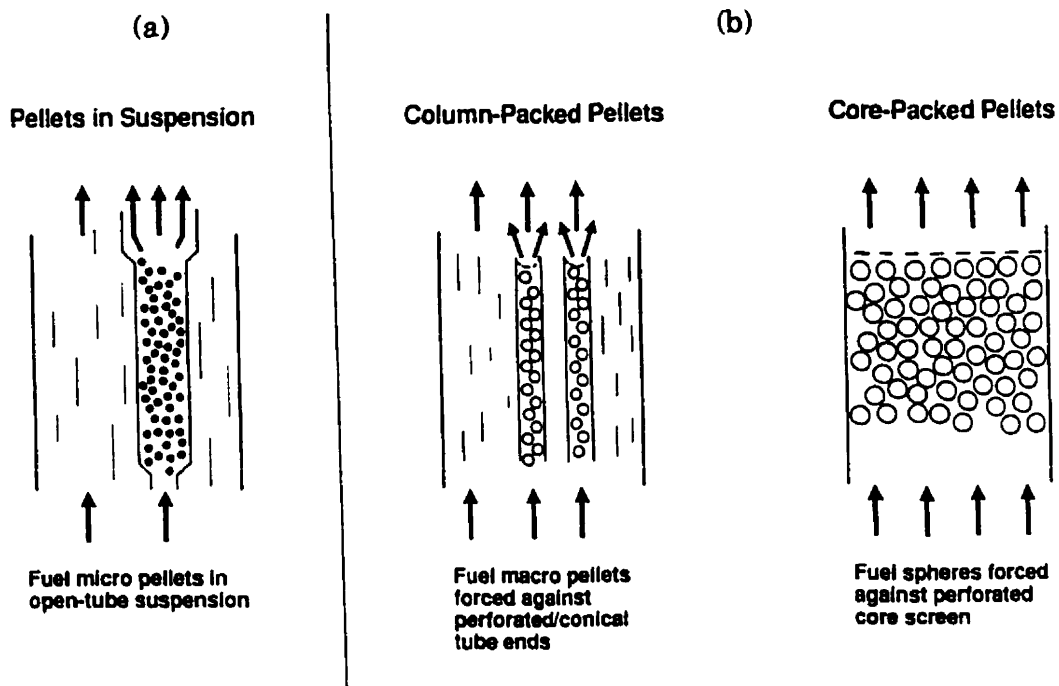 (a)
(b)
Pellets in Suspension
Column-Packed Pellets
Core-Packed Pellets
Fuel micro pellets in
open-tube suspension
Fuel macro pellets
forced against
perforated/conical
tube ends
Fuel spheres forced
against perforated
core screen